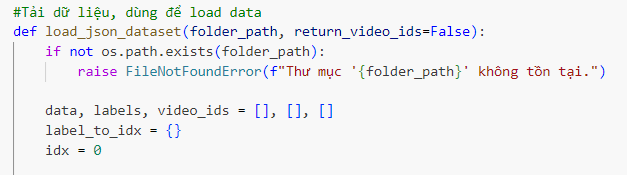 #Tải dữ liệu, dùng để load data
def load_json_dataset(folder_path, return_video_ids=False):
    if not os.path.exists(folder_path):
        raise FileNotFoundError(f"Thư mục '{folder_path}' không tồn tại.")
    data, labels, video_ids = [], [], []
    label_to_idx = {}
    idx = 0